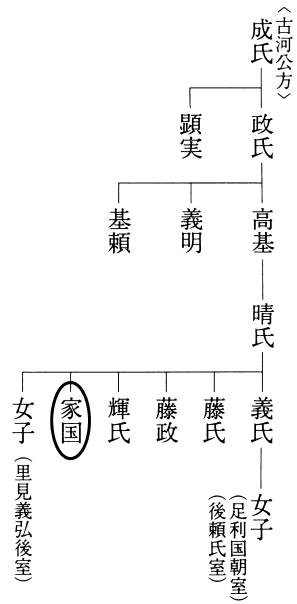 〈古河公方〉
成氏
政氏
顕実
高基
義明
基頼
晴氏
義氏
藤氏
藤政
輝氏
家国
女子（里見義弘後室）
女子（足利国朝室）
（後頼氏室）